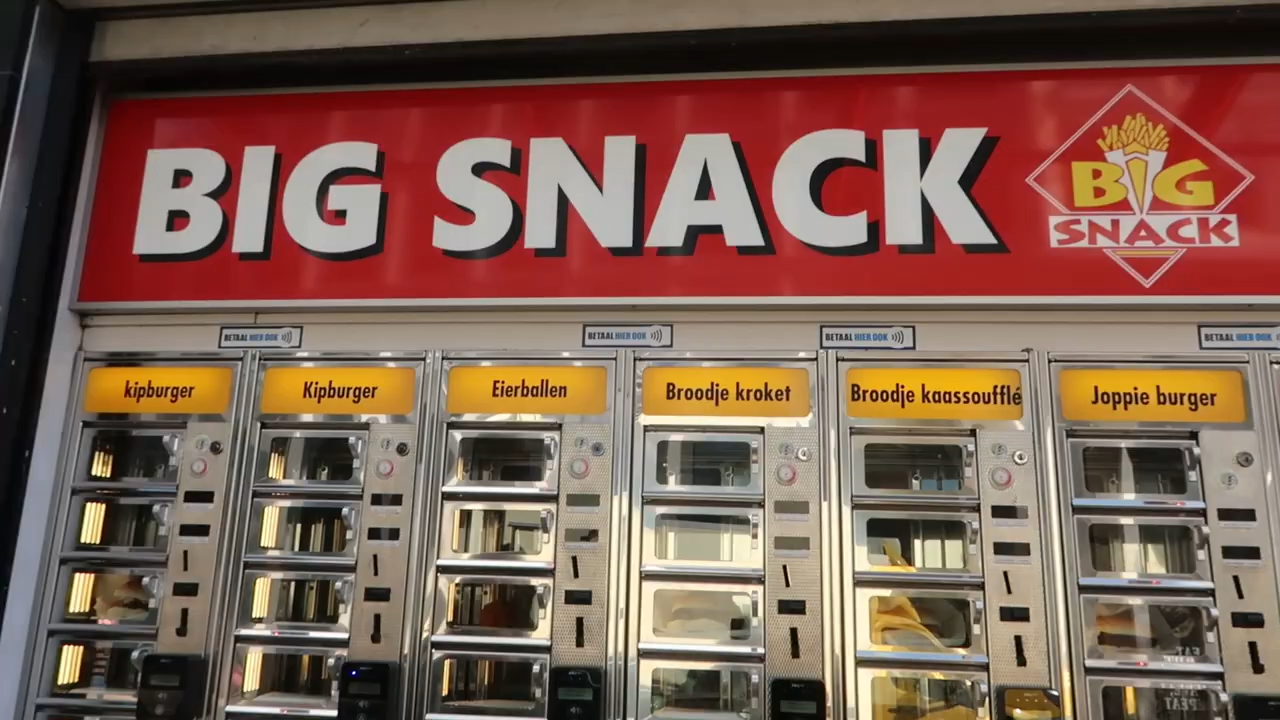 BIG SNACK
BIG
SNACK
BETAAL HIER OOK
BETAAL HIER OOK
BETAAL HIER OOK
BETAAL HIER OOK
kipburger
Kipburger
Eierballen
Broodje kroket
Broodje kaassoufflé
Joppie burger